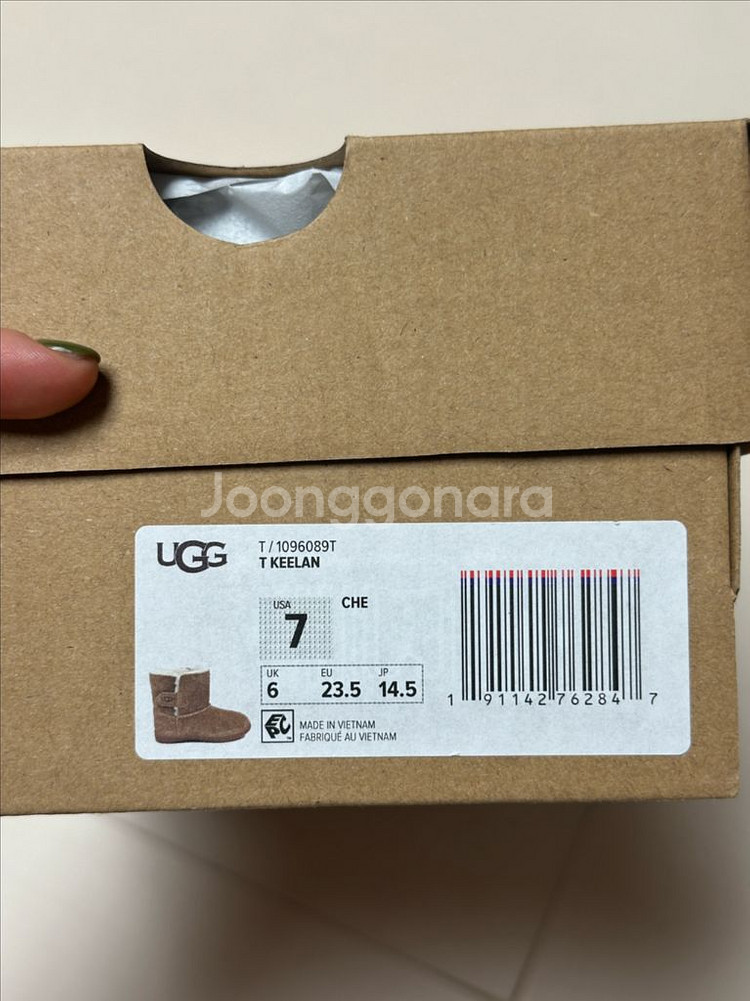 Joonggonara
UGG
T / 1096089T
T KEELAN
USA
7
CHE
UK
6
EU
23.5
JP
14.5
EPC
MADE IN VIETNAM
FABRIQUÉ AU VIETNAM
1 91142 76284 7